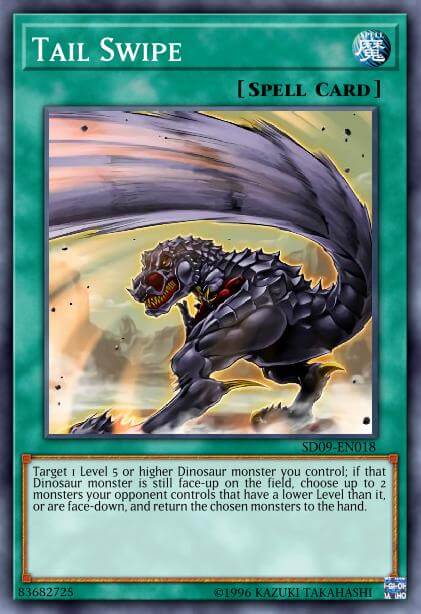 TAIL SWIPE
SPELL
魔
[SPELL CARD]
SD09-EN018
Target 1 Level 5 or higher Dinosaur monster you control; if that
Dinosaur monster is still face-up on the field, choose up to 2
monsters your opponent controls that have a lower Level than it,
or are face-down, and return the chosen monsters to the hand.
83682725
©1996 KAZUKI TAKAHASHI